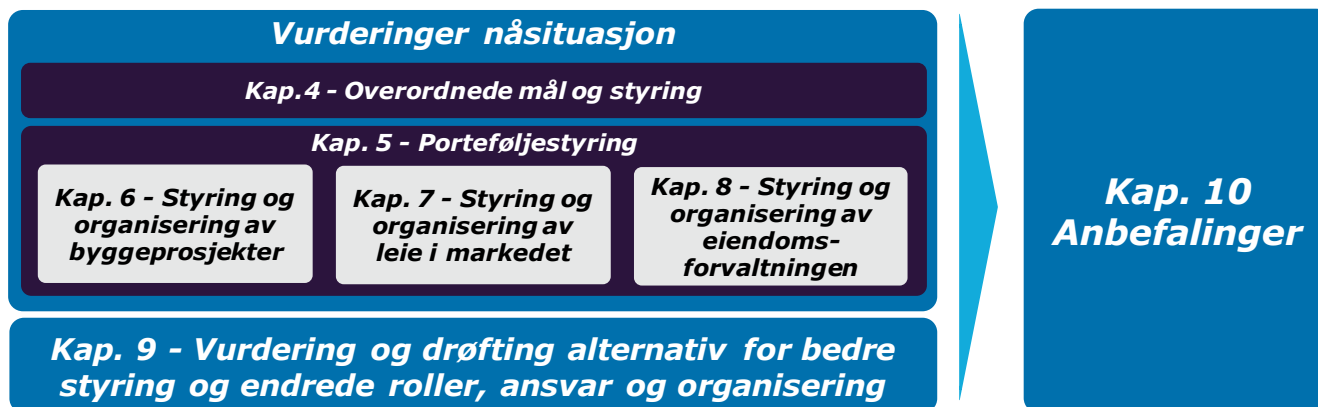 Vurderinger nåsituasjon
Kap.4 - Overordnede mål og styring
Kap. 5 - Porteføljestyring
Kap. 6 - Styring og
organisering av
byggeprosjekter
Kap. 7 - Styring og
organisering av
leie i markedet
Kap. 8 - Styring og
organisering av
eiendoms-
forvaltningen
Kap. 9 - Vurdering og drøfting alternativ for bedre
styring og endrede roller, ansvar og organisering
Kap. 10
Anbefalinger